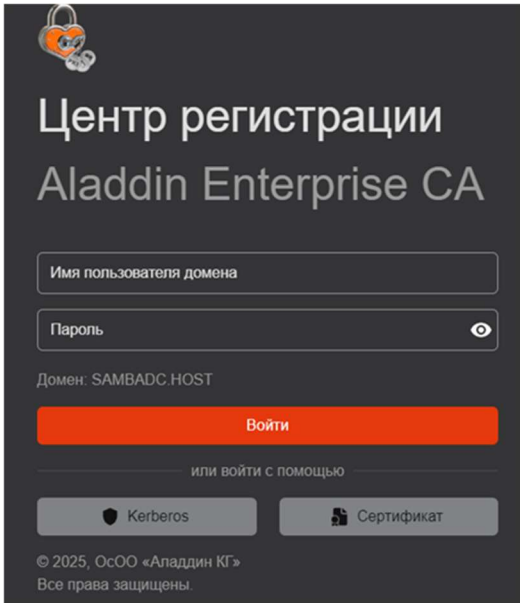 Центр регистрации
Aladdin Enterprise CA
Имя пользователя домена
Пароль
Домен: SAMBADC.HOST
Войти
или войти с помощью
Kerberos
Сертификат
© 2025, ОсОО «Аладдин КГ»
Все права защищены.